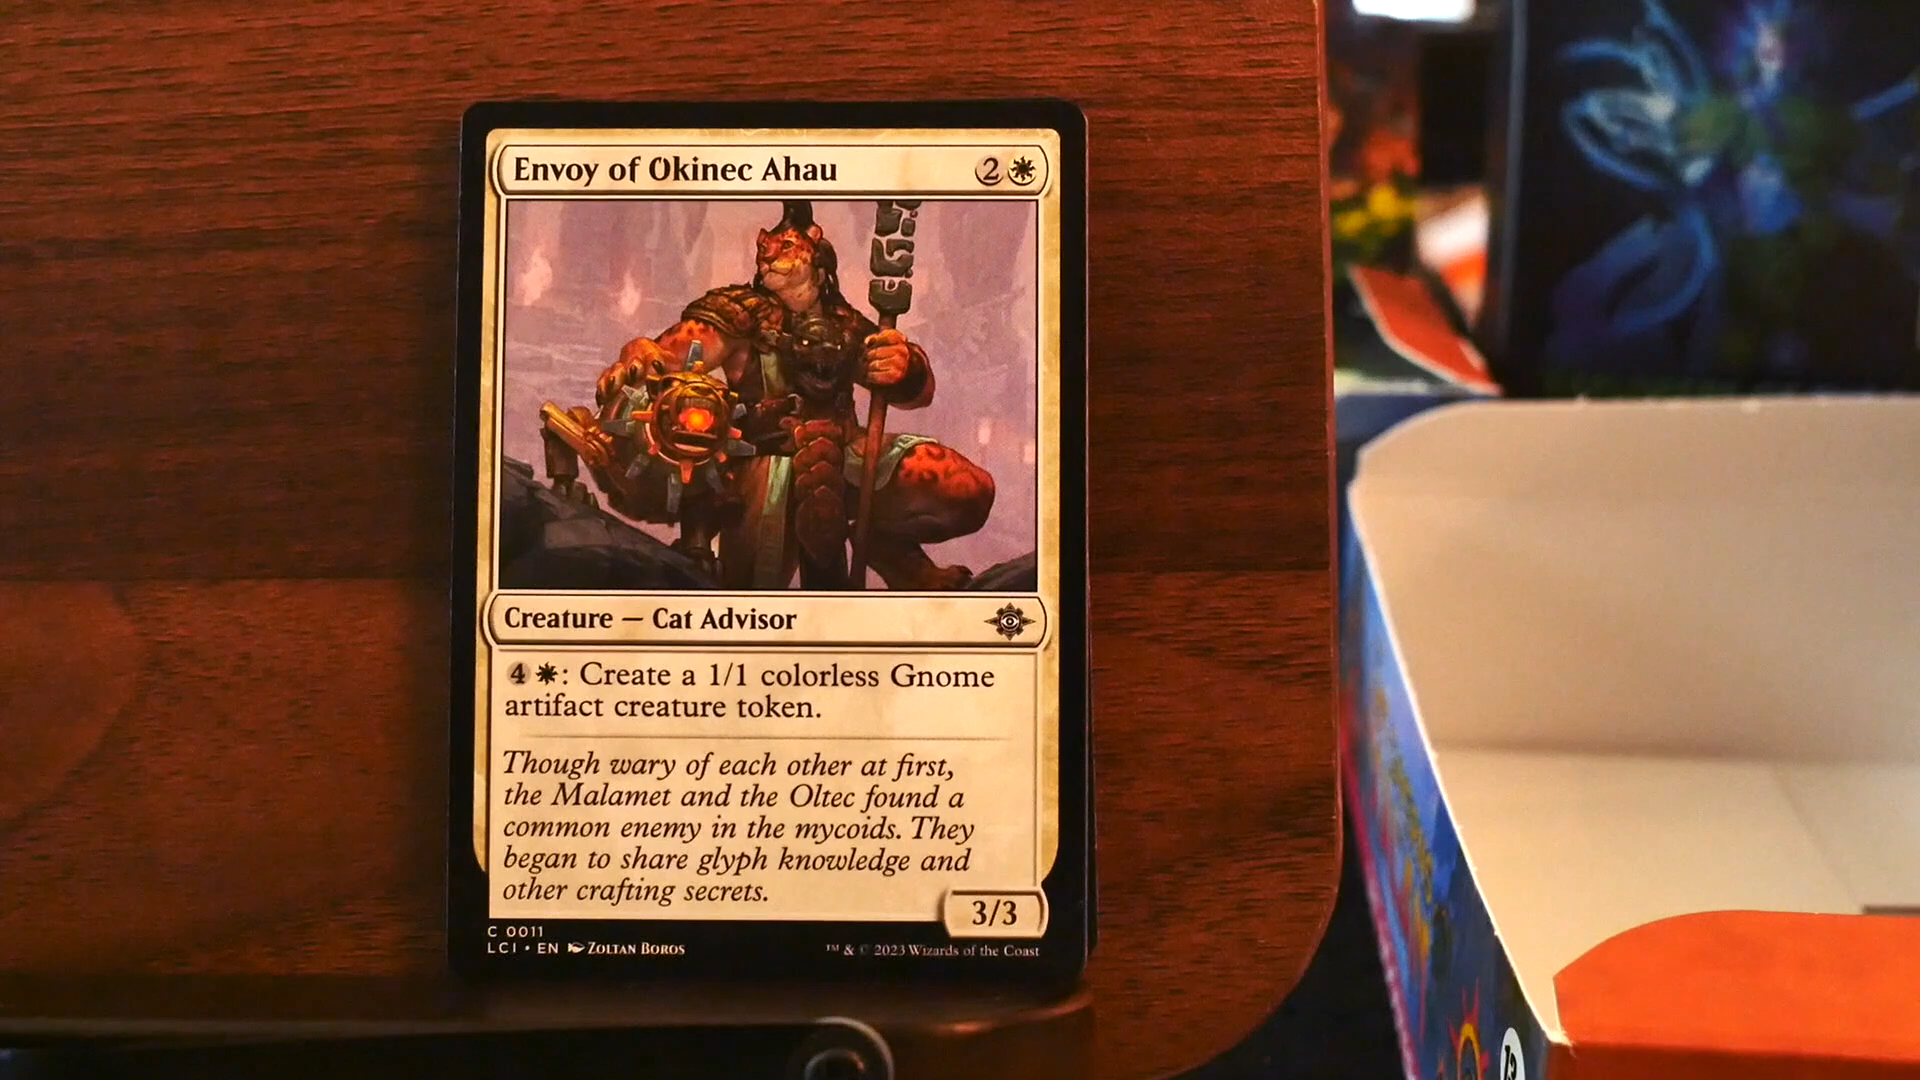 Envoy of Okinec Ahau 2
Creature — Cat Advisor
4 : Create a 1/1 colorless Gnome
artifact creature token.
Though wary of each other at first,
the Malamet and the Oltec found a
common enemy in the mycoids. They
began to share glyph knowledge and
other crafting secrets.
3/3
C 0011
LCI • EN Zoltan Boros
™ & © 2023 Wizards of the Coast
13